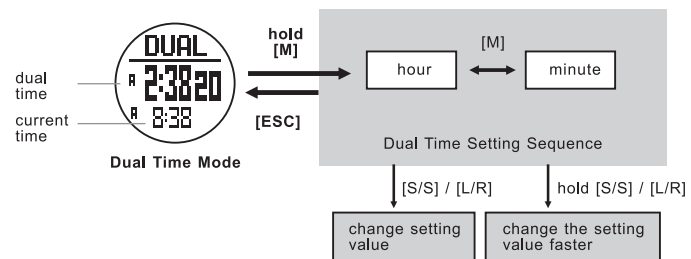 DUAL
A 2:38 20
A 8:38
dual
time
current
time
Dual Time Mode
hold
[M]
[ESC]
hour
[M]
minute
Dual Time Setting Sequence
[S/S] / [L/R]
hold [S/S] / [L/R]
change setting
value
change the setting
value faster